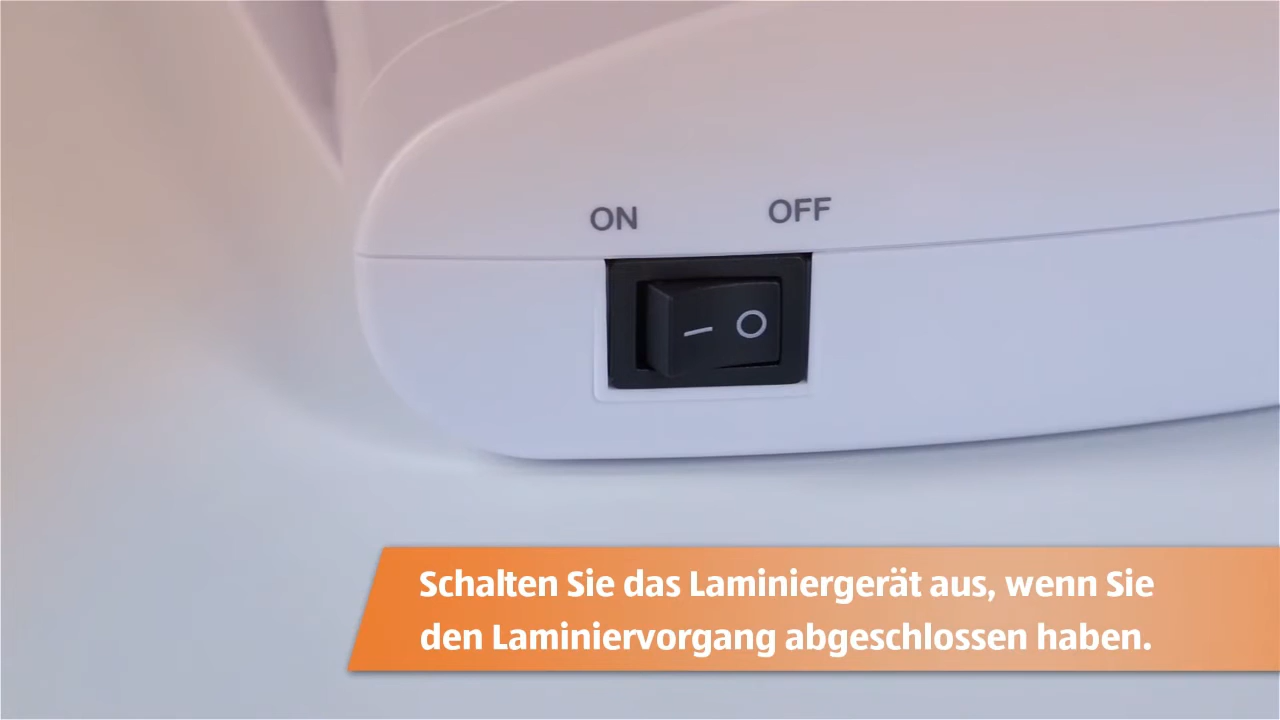 ON OFF
— O
Schalten Sie das Laminiergerät aus, wenn Sie
den Laminiervorgang abgeschlossen haben.